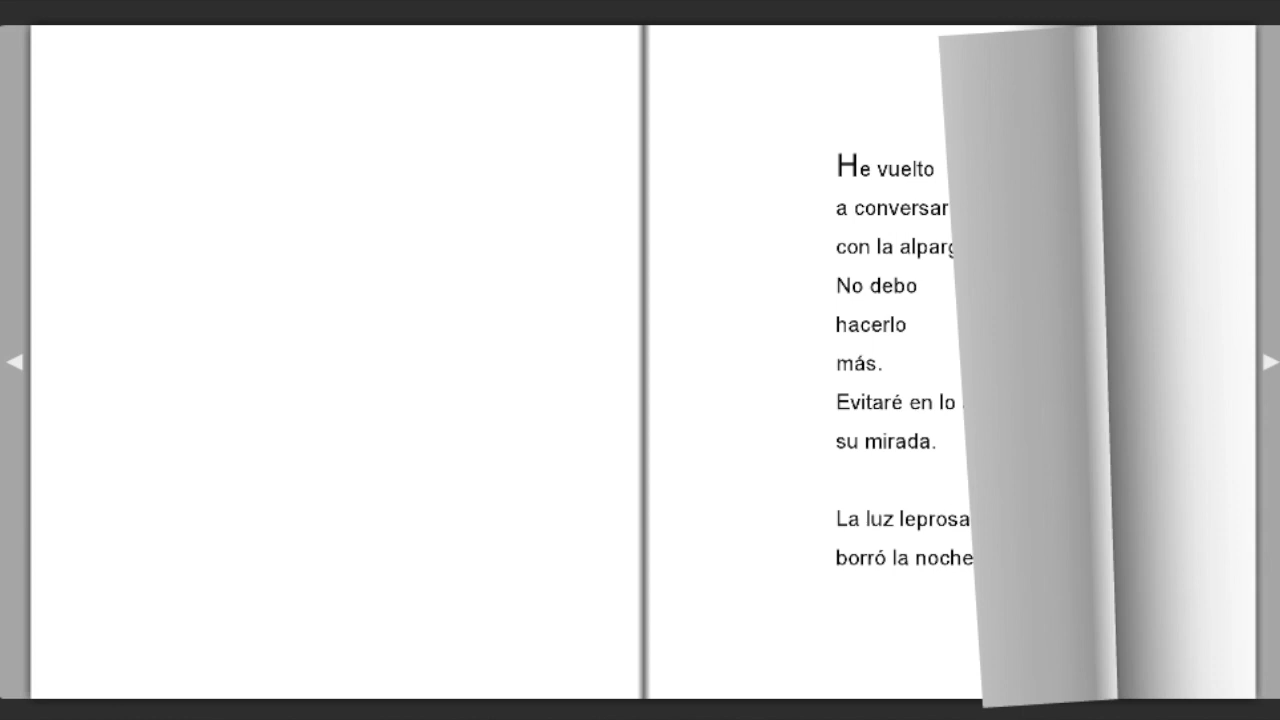 He vuelto
a conversar
con la
No debo
hacerlo
más.
Evitaré en lo
su mirada.
La luz leprosa
borró la noche